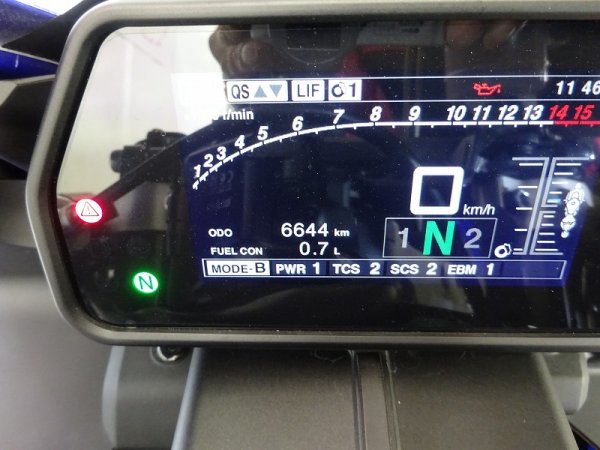 QS LIF 1 11 46
r/min
1 2 3 4 5 6 7 8 9 10 11 12 13 14 15
0 km/h
ODO 6644 km
FUEL CON 0.7 L
1 N 2
MODE-B PWR 1 TCS 2 SCS 2 EBM 1
N